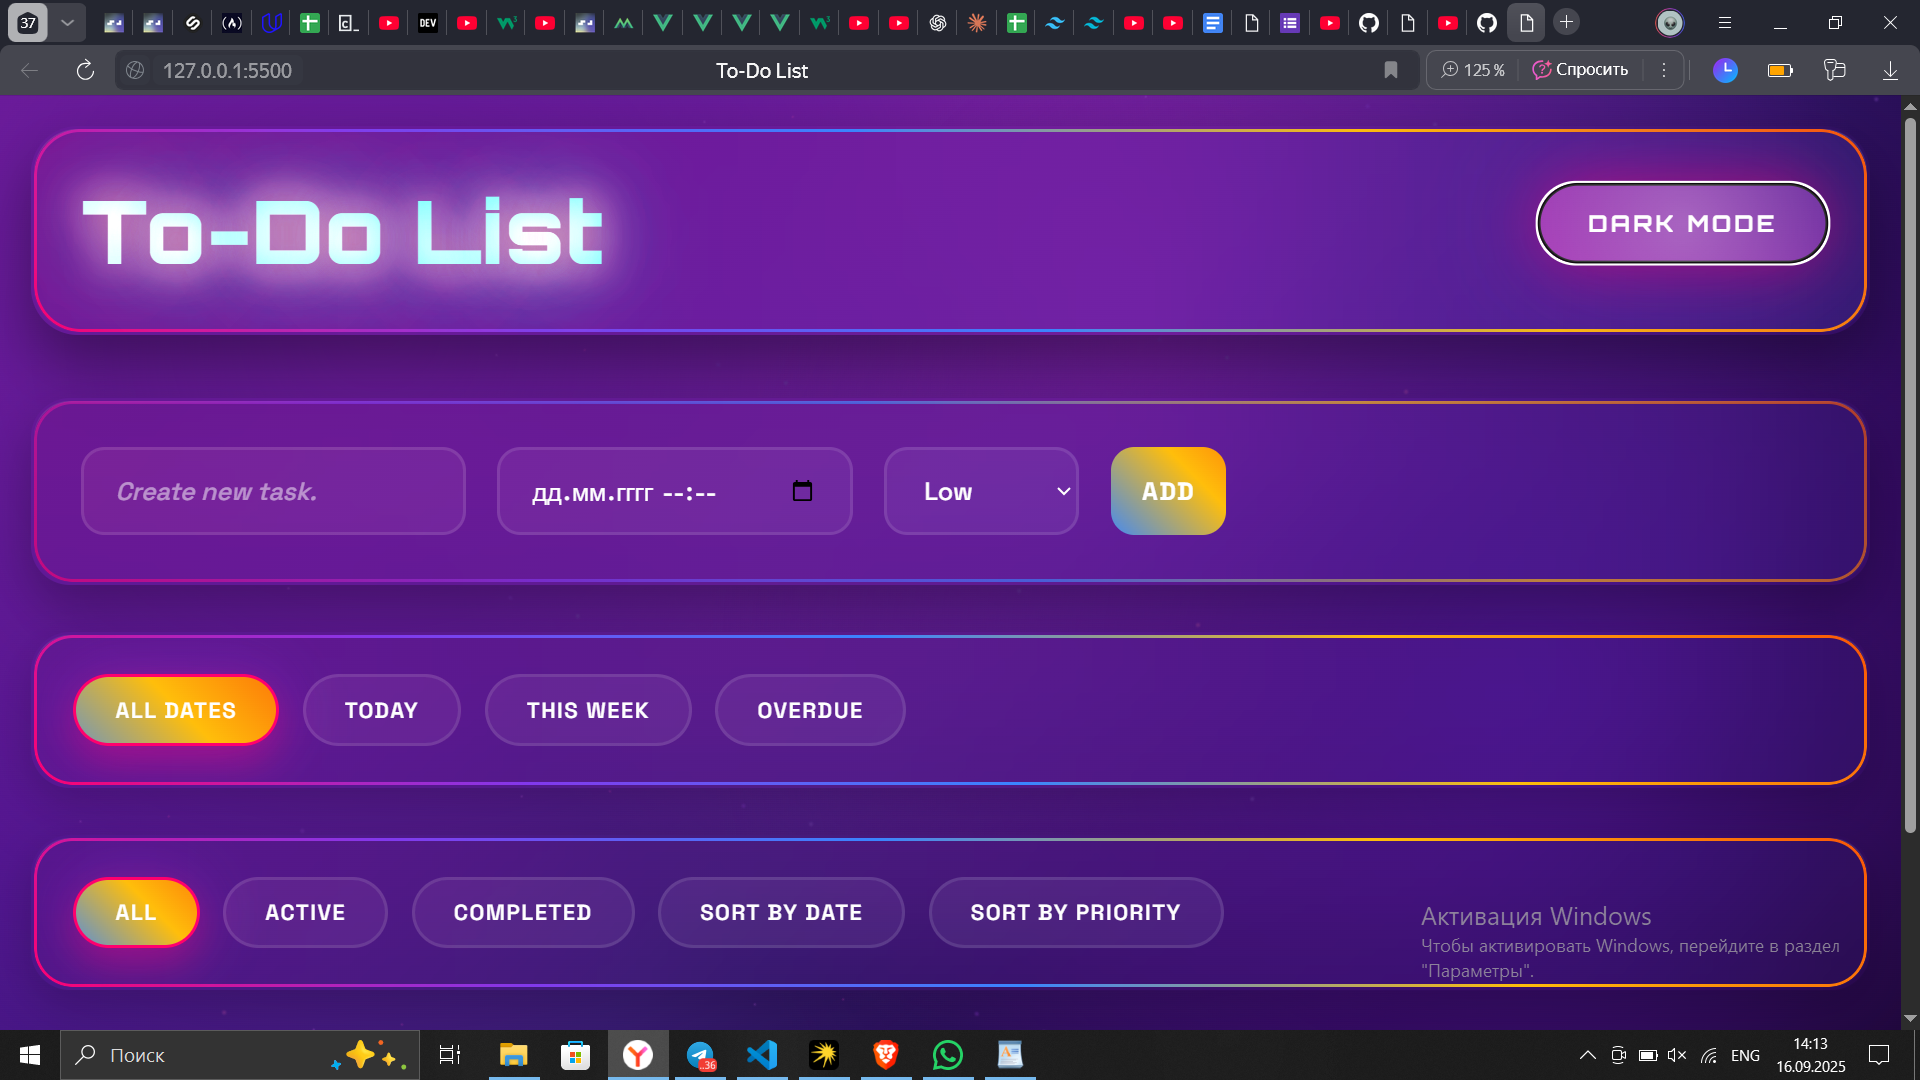 37
DEV
127.0.0.1:5500
To-Do List
125 %
Спросить
To-Do List
DARK MODE
Create new task.
дд.мм.гггг --:--
Low
ADD
ALL DATES
TODAY
THIS WEEK
OVERDUE
ALL
ACTIVE
COMPLETED
SORT BY DATE
SORT BY PRIORITY
Активация Windows
Чтобы активировать Windows, перейдите в раздел
"Параметры".
Поиск
..36
ENG
14:13
16.09.2025